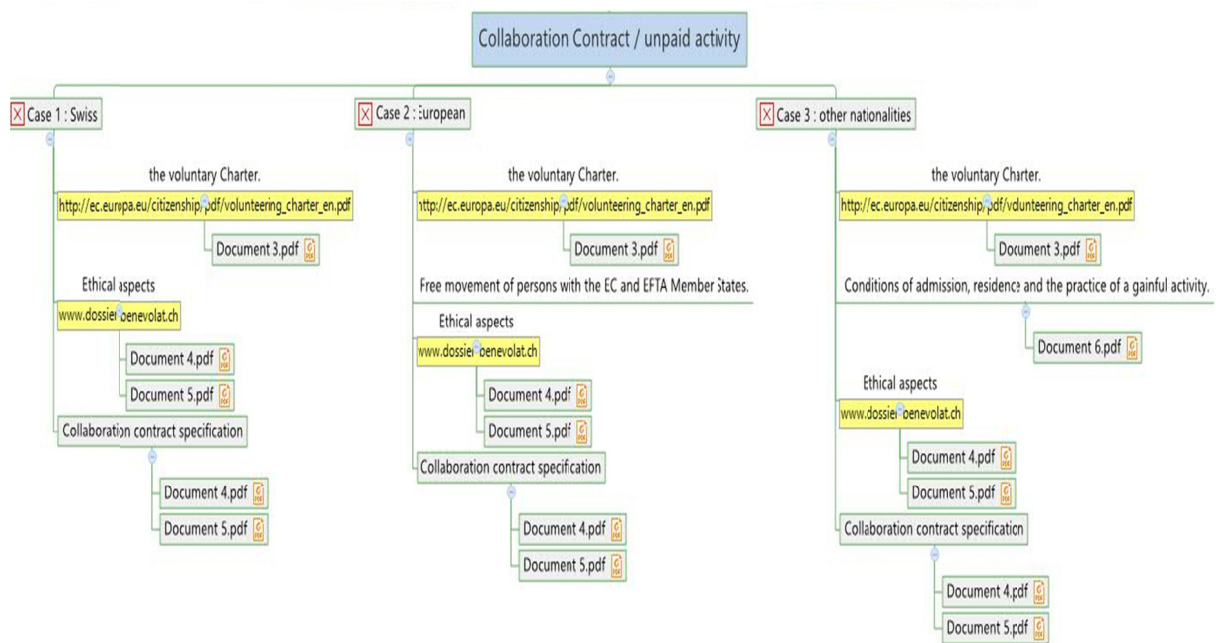 Collaboration Contract / unpaid activity
Case 1 : Swiss
the voluntary Charter.
http://ec.europa.eu/citizenship/pdf/volunteering_charter_en.pdf
Document 3.pdf
Ethical aspects
www.dossier-benevolat.ch
Document 4.pdf
Document 5.pdf
Collaboration contract specification
Document 4.pdf
Document 5.pdf
Case 2 : European
the voluntary Charter.
http://ec.europa.eu/citizenship/pdf/volunteering_charter_en.pdf
Document 3.pdf
Free movement of persons with the EC and EFTA Member States.
Ethical aspects
www.dossier-benevolat.ch
Document 4.pdf
Document 5.pdf
Collaboration contract specification
Document 4.pdf
Document 5.pdf
Case 3 : other nationalities
the voluntary Charter.
http://ec.europa.eu/citizenship/pdf/volunteering_charter_en.pdf
Document 3.pdf
Conditions of admission, residence and the practice of a gainful activity.
Document 6.pdf
Ethical aspects
www.dossier-benevolat.ch
Document 4.pdf
Document 5.pdf
Collaboration contract specification
Document 4.pdf
Document 5.pdf